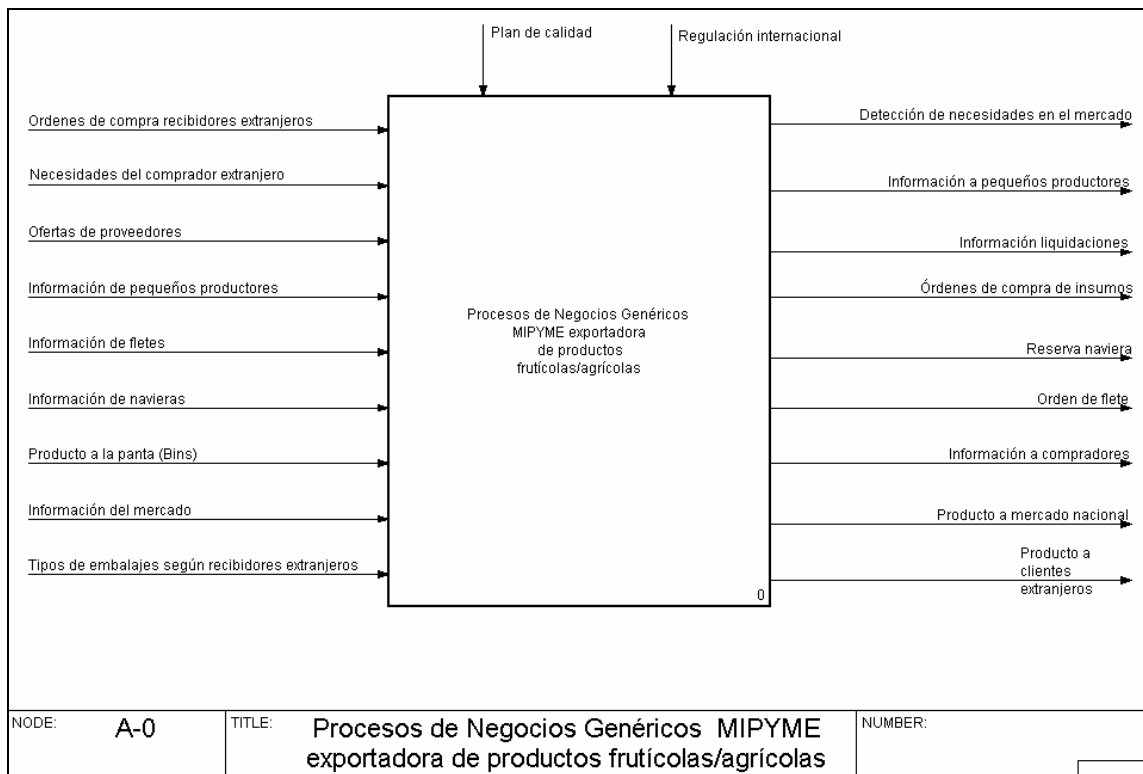 Plan de calidad
Regulación internacional
Ordenes de compra recibidores extranjeros
Necesidades del comprador extranjero
Ofertas de proveedores
Información de pequeños productores
Información de fletes
Información de navieras
Producto a la panta (Bins)
Información del mercado
Tipos de embalajes según recibidores extranjeros
Procesos de Negocios Genéricos
MIPYME exportadora
de productos
frutícolas/agrícolas
0
Detección de necesidades en el mercado
Información a pequeños productores
Información liquidaciones
Órdenes de compra de insumos
Reserva naviera
Orden de flete
Información a compradores
Producto a mercado nacional
Producto a
clientes
extranjeros
NODE:
A-0
TITLE:
Procesos de Negocios Genéricos MIPYME
exportadora de productos frutícolas/agrícolas
NUMBER: